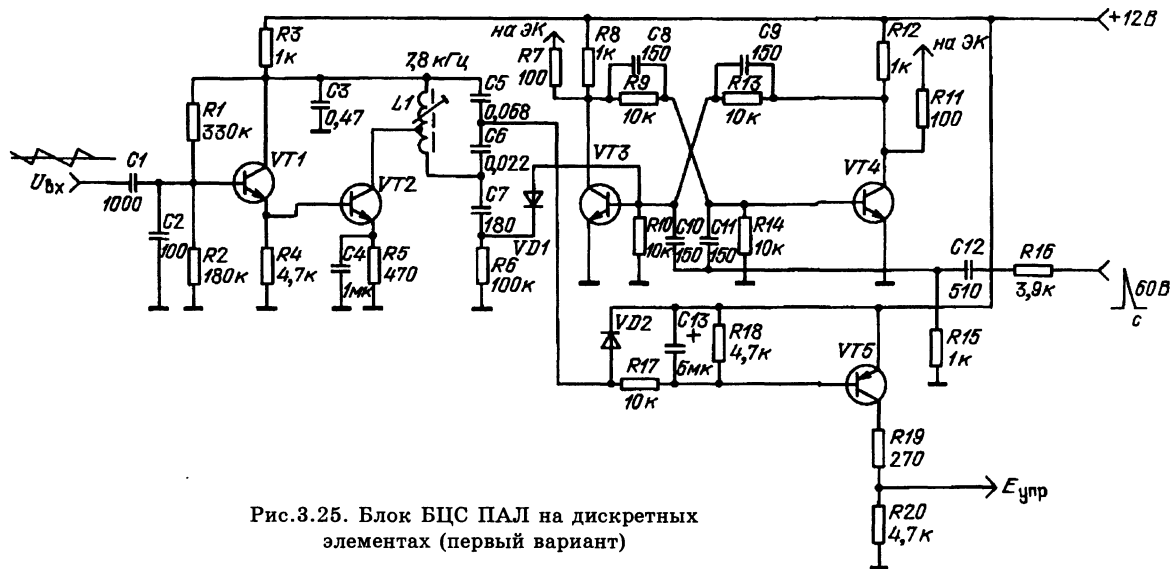 +12В
R3
1к
R1
330к
C3
0,47
7,8 кГц
L1
C5
0,068
C6
0,022
C7
180
на ЭК
R7
100
R8
1к
C8
150
R9
10к
C9
150
R13
10к
R12
1к
на ЭК
R11
100
Uвх
C1
1000
C2
100
R2
180к
VT1
R4
4,7к
VT2
C4
1мк
R5
470
VD1
R6
100к
VT3
R10
10к
C10
150
C11
150
R14
10к
VT4
C12
510
R16
3,9к
60В
с
R15
1к
VD2
C13
+
5мк
R18
4,7к
R17
10к
VT5
R19
270
Eупр
R20
4,7к
Рис.3.25. Блок БЦС ПАЛ на дискретных
элементах (первый вариант)